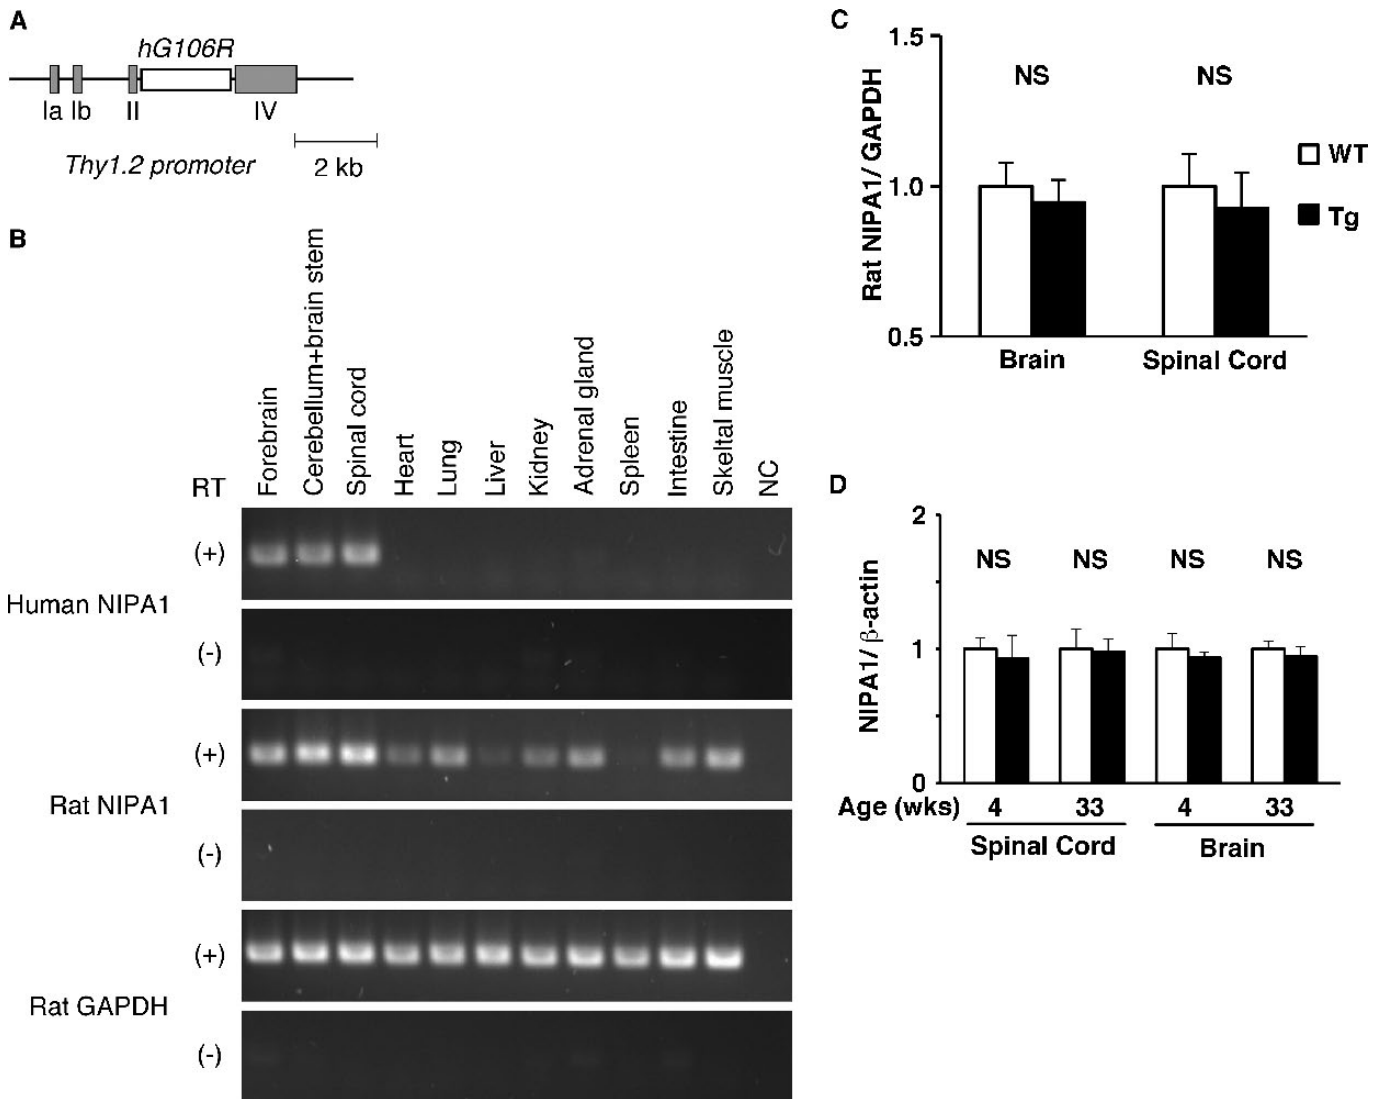 A
hG106R
Ia Ib II IV
Thy1.2 promoter
2 kb
B
RT
Forebrain
Cerebellum+brain stem
Spinal cord
Heart
Lung
Liver
Kidney
Adrenal gland
Spleen
Intestine
Skeltal muscle
NC
Human NIPA1
(+)
(-)
Rat NIPA1
(+)
(-)
Rat GAPDH
(+)
(-)
C
Rat NIPA1/ GAPDH
1.5
1.0
0.5
NS NS
Brain Spinal Cord
WT
Tg
D
NIPA1/ β-actin
2
1
0
NS NS NS NS
Age (wks) 4 33 4 33
Spinal Cord Brain